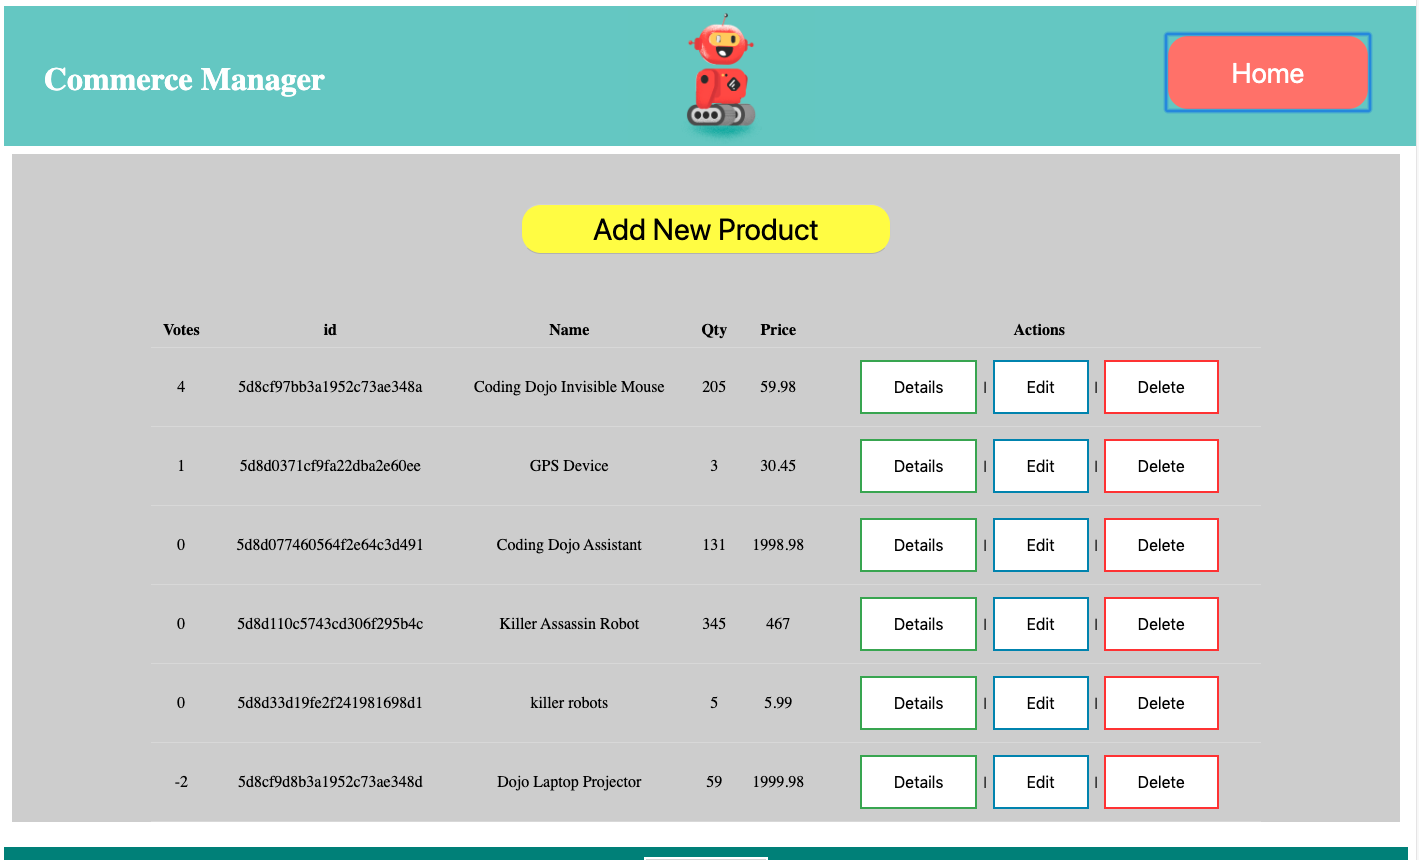 Commerce Manager
Home
Add New Product
Votes id Name Qty Price Actions
4 5d8cf97bb3a1952c73ae348a Coding Dojo Invisible Mouse 205 59.98 Details | Edit | Delete
1 5d8d0371cf9fa22dba2e60ee GPS Device 3 30.45 Details | Edit | Delete
0 5d8d077460564f2e64c3d491 Coding Dojo Assistant 131 1998.98 Details | Edit | Delete
0 5d8d110c5743cd306f295b4c Killer Assassin Robot 345 467 Details | Edit | Delete
0 5d8d33d19fe2f241981698d1 killer robots 5 5.99 Details | Edit | Delete
-2 5d8cf9d8b3a1952c73ae348d Dojo Laptop Projector 59 1999.98 Details | Edit | Delete